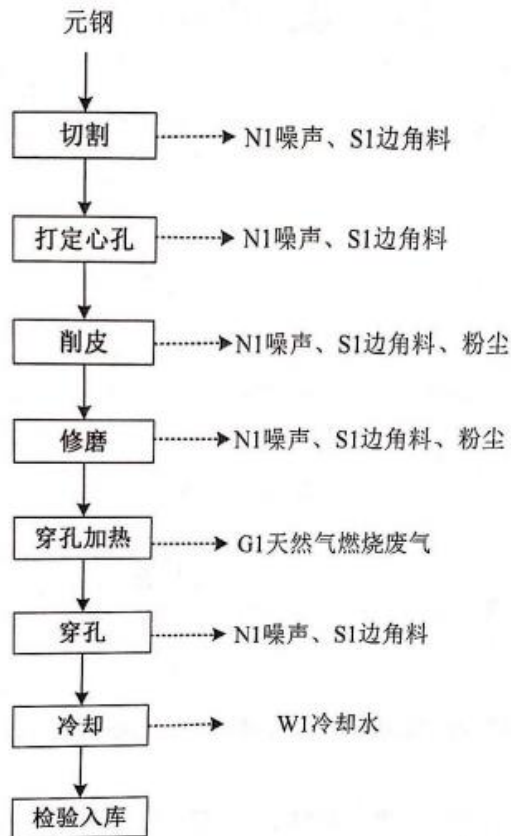 元钢
切割
N1噪声、S1边角料
打定心孔
N1噪声、S1边角料
削皮
N1噪声、S1边角料、粉尘
修磨
N1噪声、S1边角料、粉尘
穿孔加热
G1天然气燃烧废气
穿孔
N1噪声、S1边角料
冷却
W1冷却水
检验入库